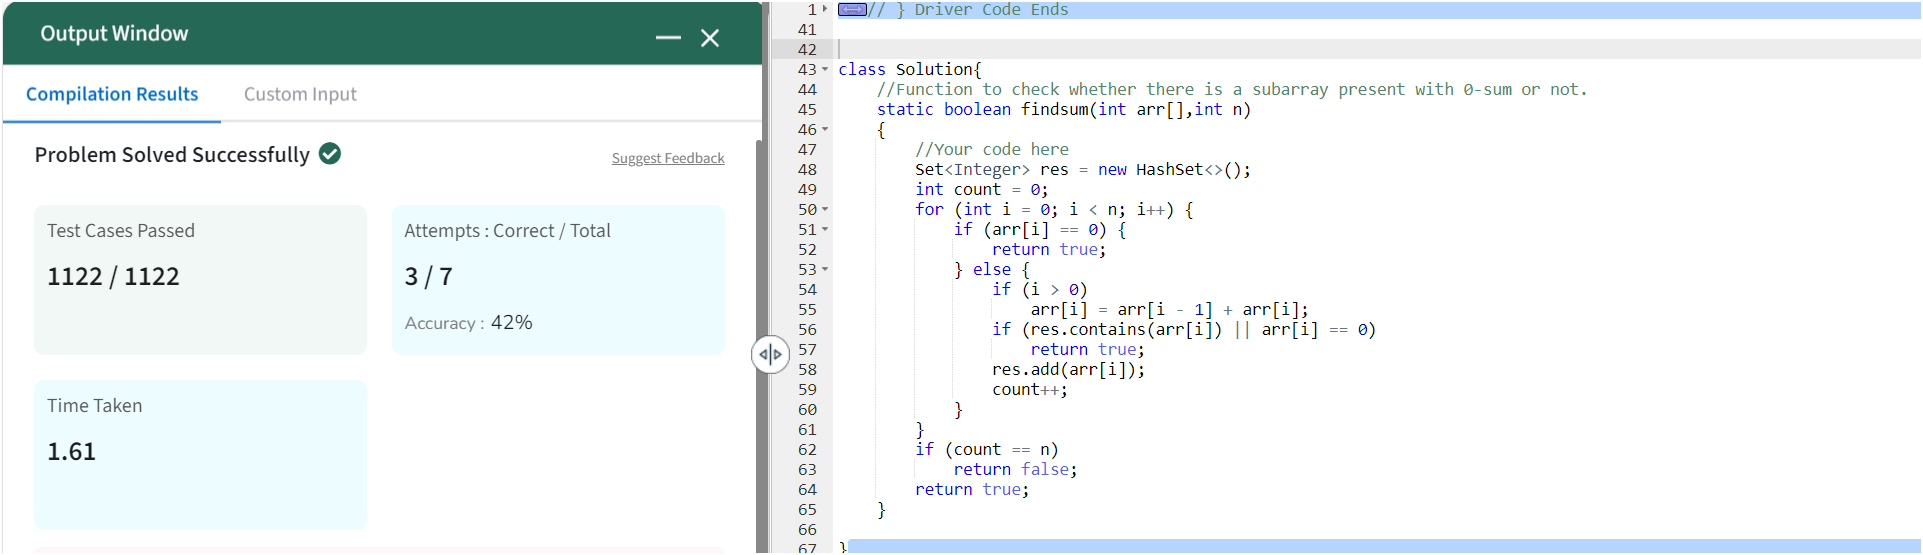 Output Window
Compilation Results
Custom Input
Problem Solved Successfully
Suggest Feedback
Test Cases Passed
1122 / 1122
Attempts : Correct / Total
3 / 7
Accuracy : 42%
Time Taken
1.61
1 // } Driver Code Ends
41
42
43 class Solution{
44 //Function to check whether there is a subarray present with 0-sum or not.
45 static boolean findsum(int arr[],int n)
46 {
47 //Your code here
48 Set<Integer> res = new HashSet<>();
49 int count = 0;
50 for (int i = 0; i < n; i++) {
51 if (arr[i] == 0) {
52 return true;
53 } else {
54 if (i > 0)
55 arr[i] = arr[i - 1] + arr[i];
56 if (res.contains(arr[i]) || arr[i] == 0)
57 return true;
58 res.add(arr[i]);
59 count++;
60 }
61 }
62 if (count == n)
63 return false;
64 return true;
65 }
66
67 }